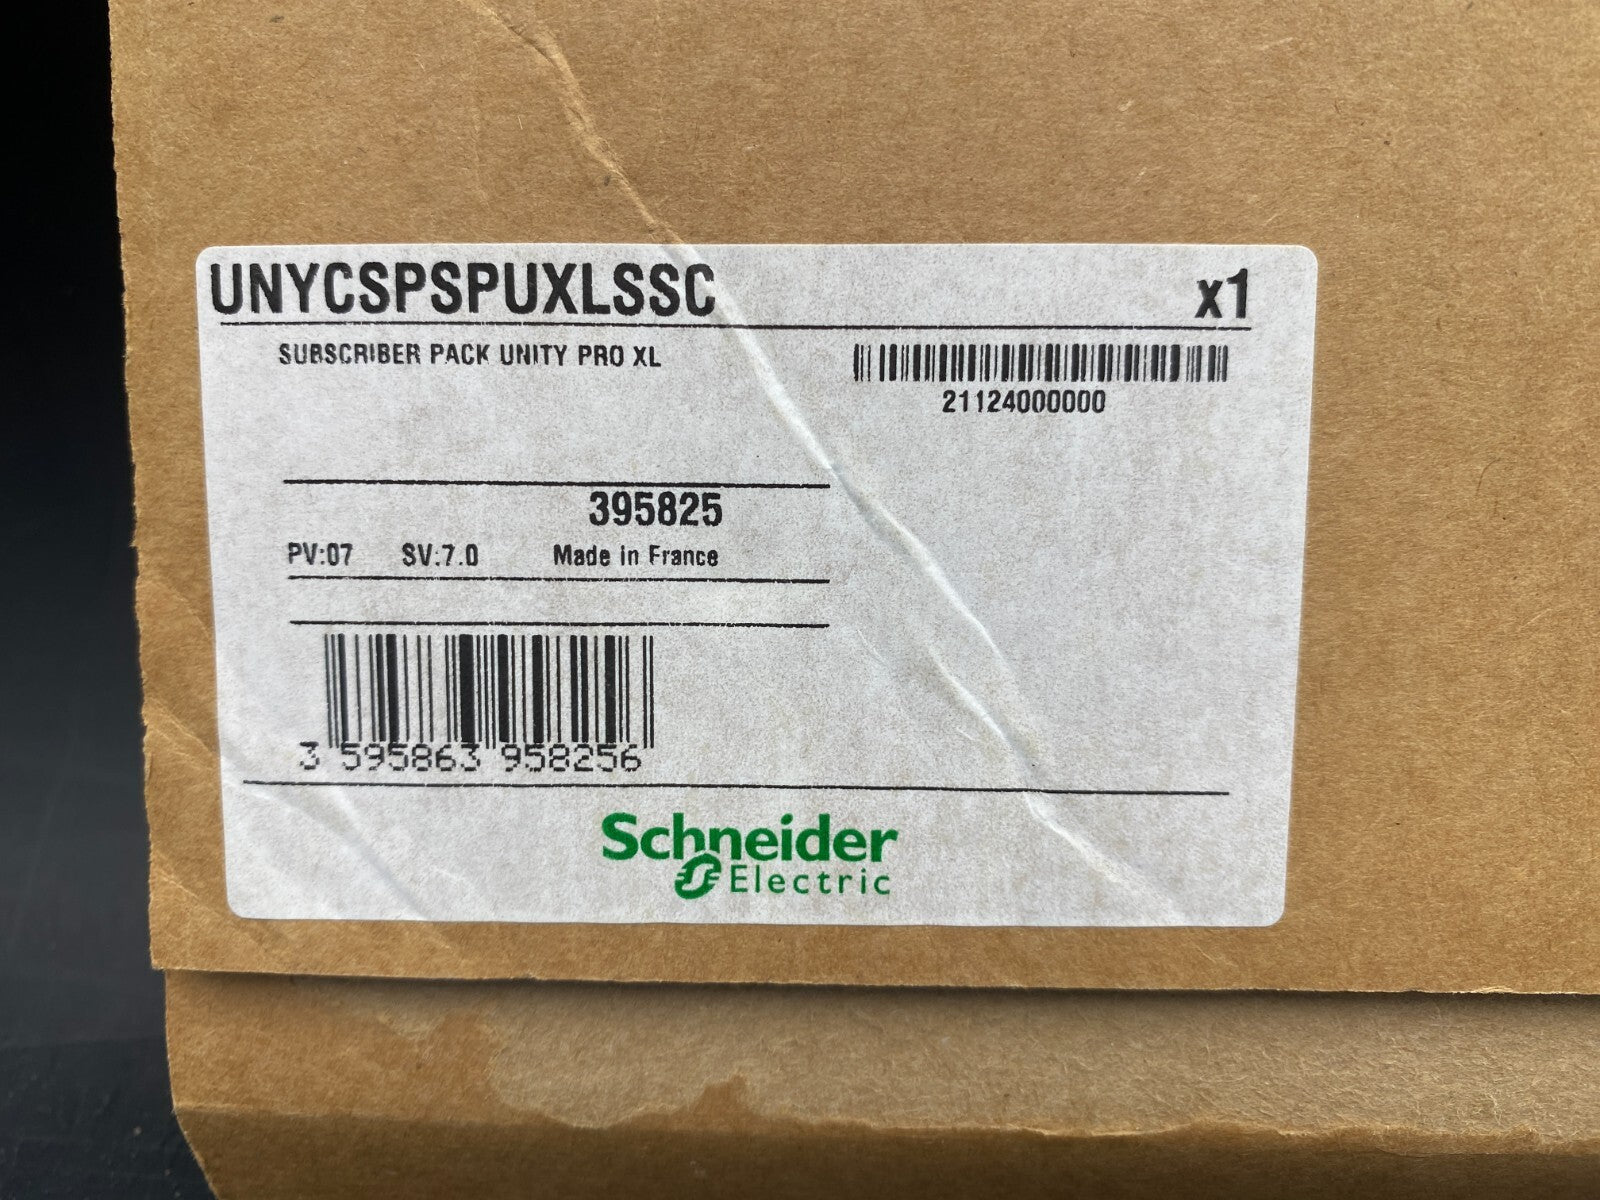 UNYCSPSPUXLSSC x1
SUBSCRIBER PACK UNITY PRO XL
21124000000
395825
PV:07 SV:7.0 Made in France
3 595863 958256
Schneider
Electric